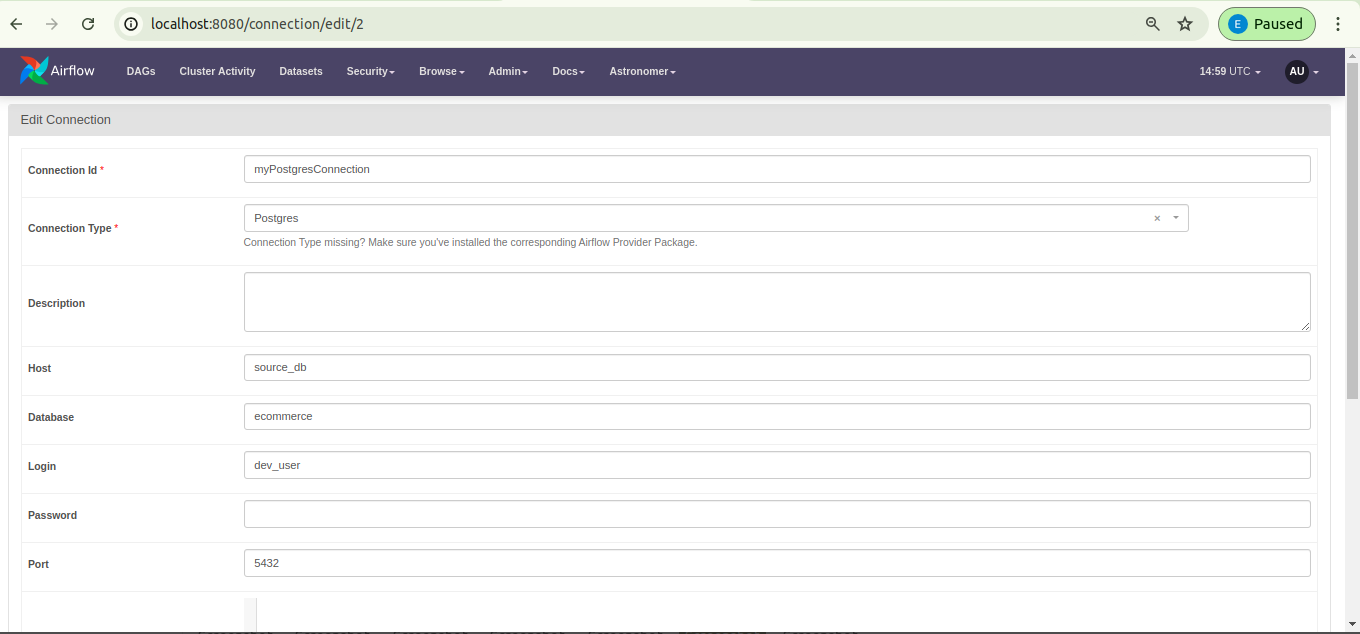 localhost:8080/connection/edit/2
E Paused
Airflow DAGs Cluster Activity Datasets Security Browse Admin Docs Astronomer 14:59 UTC AU
Edit Connection
Connection Id * myPostgresConnection
Connection Type * Postgres ×
Connection Type missing? Make sure you've installed the corresponding Airflow Provider Package.
Description
Host source_db
Database ecommerce
Login dev_user
Password
Port 5432